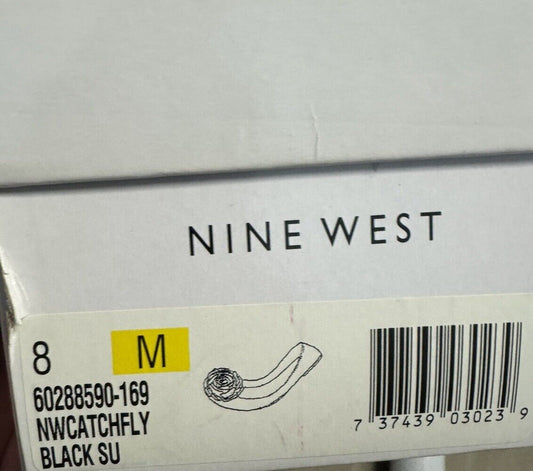 NINE WEST
8 M
60288590-169
NWCATCHFLY
BLACK SU
7 37439 03023 9